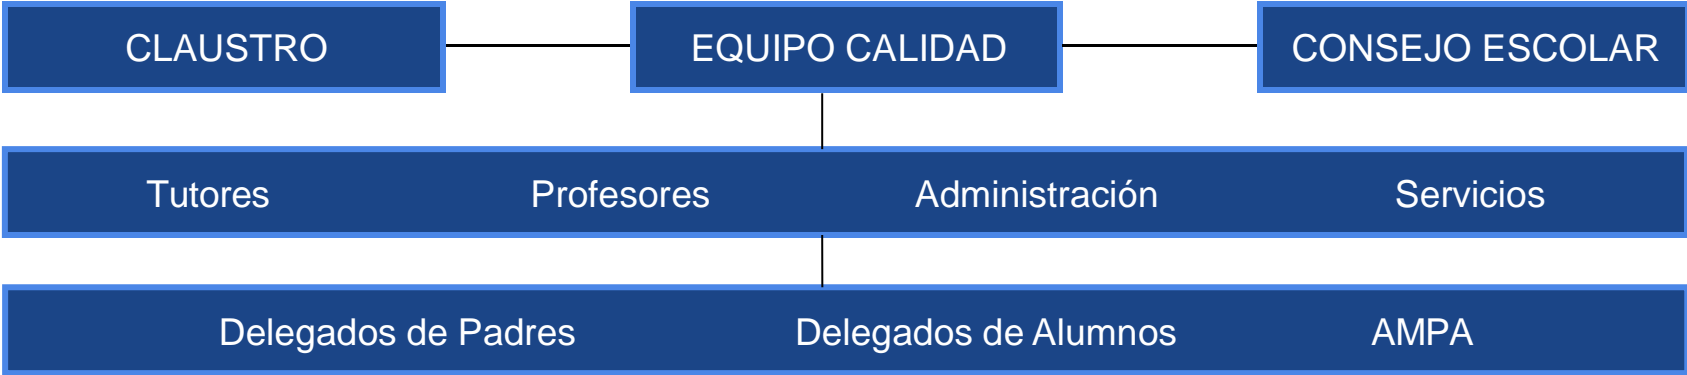 CLAUSTRO EQUIPO CALIDAD CONSEJO ESCOLAR
Tutores Profesores Administración Servicios
Delegados de Padres Delegados de Alumnos AMPA